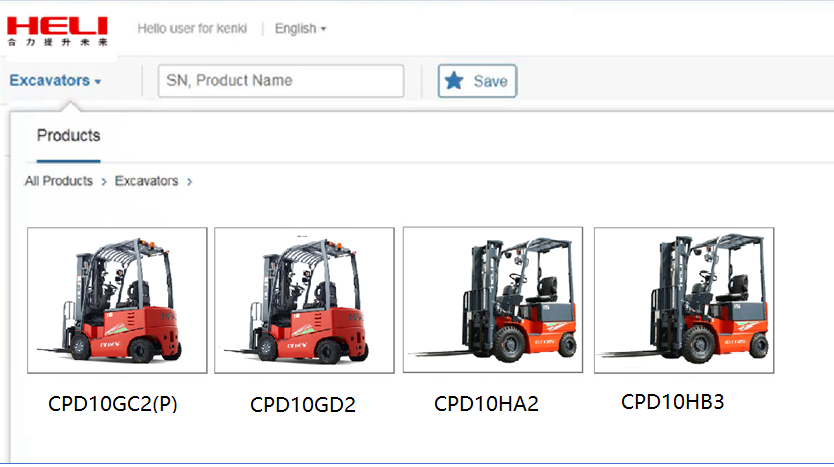 HELI
合力提升未来
Hello user for kenki
English
Excavators
SN, Product Name
Save
Products
All Products > Excavators >
CPD10GC2(P)
CPD10GD2
CPD10HA2
CPD10HB3